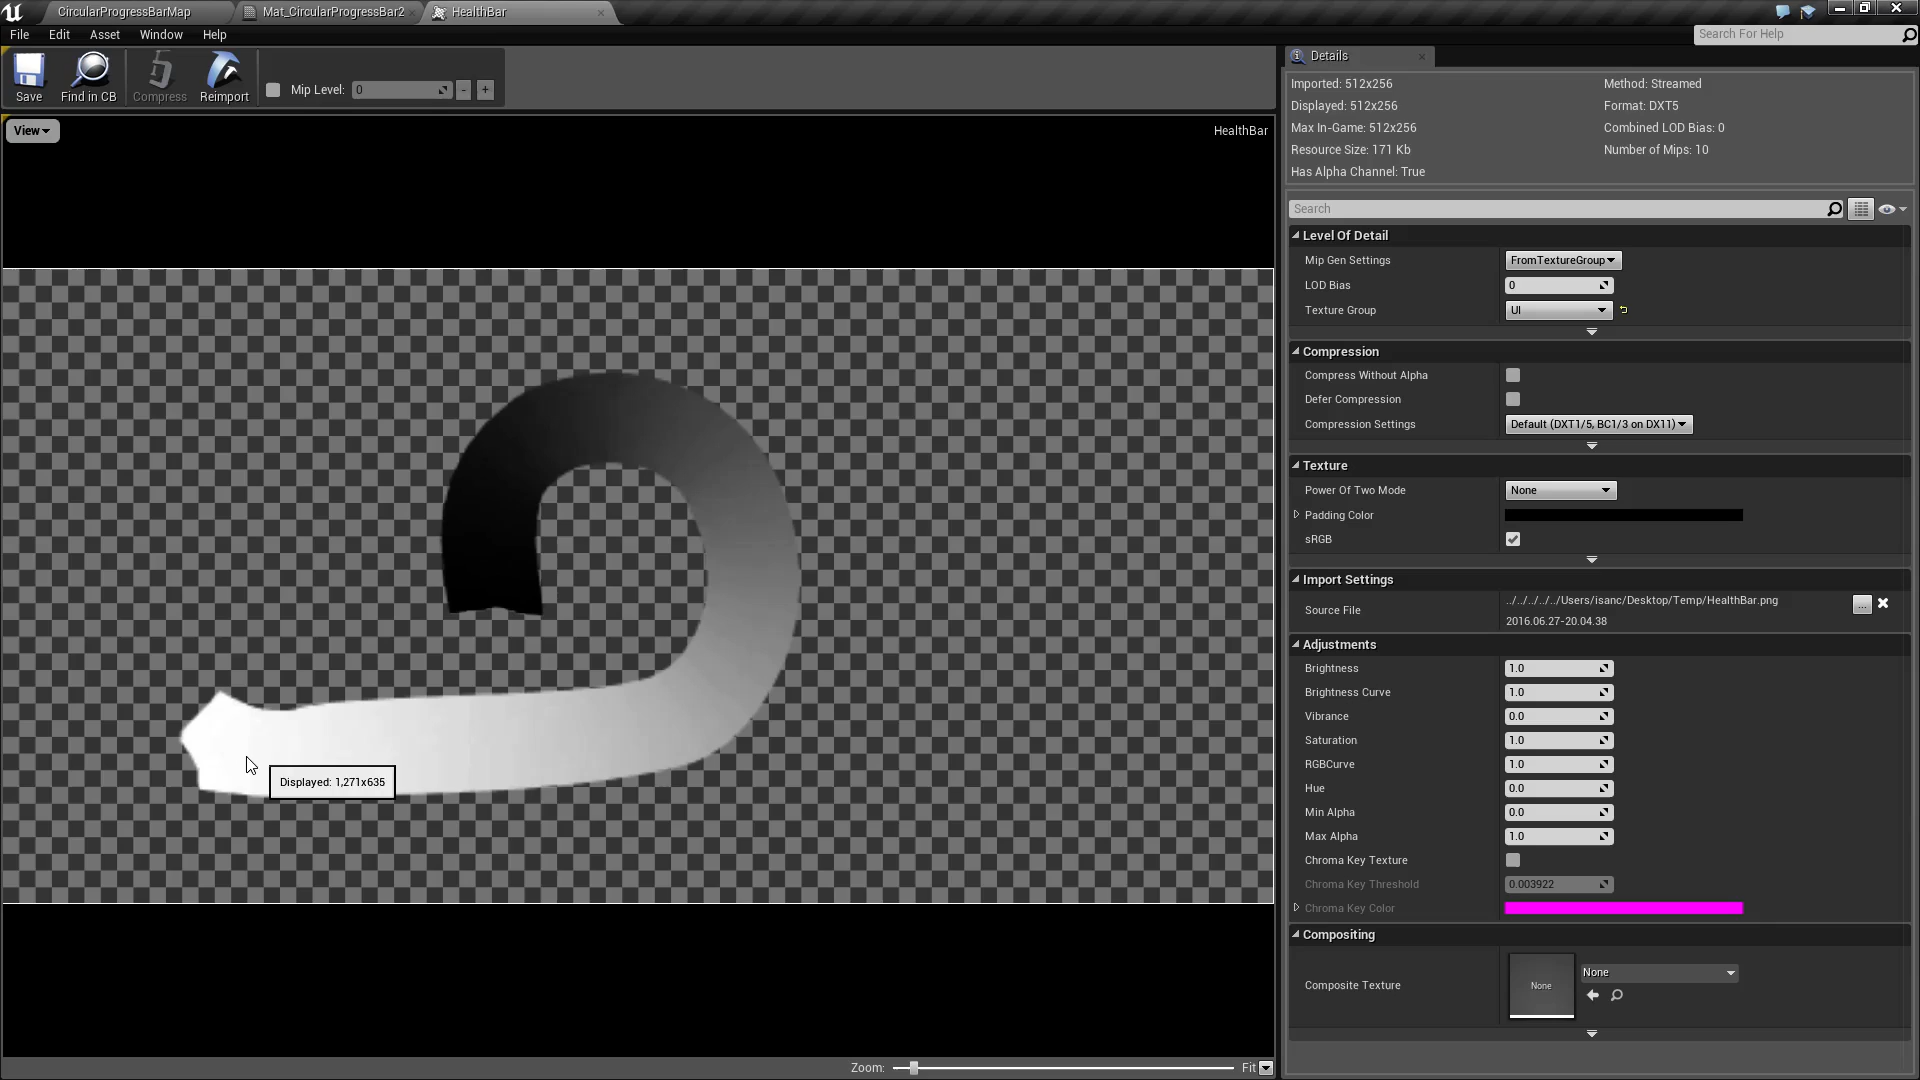 CircularProgressBarMap
Mat_CircularProgressBar2
HealthBar
File Edit Asset Window Help
Search For Help
Save
Find in CB
Compress
Reimport
Mip Level: 0 - +
Details
Imported: 512x256
Method: Streamed
Displayed: 512x256
Format: DXT5
Max In-Game: 512x256
Combined LOD Bias: 0
Resource Size: 171 Kb
Number of Mips: 10
Has Alpha Channel: True
View
HealthBar
Search
Level Of Detail
Mip Gen Settings FromTextureGroup
LOD Bias 0
Texture Group UI
Compression
Compress Without Alpha
Defer Compression
Compression Settings Default (DXT1/5, BC1/3 on DX11)
Texture
Power Of Two Mode None
Padding Color
sRGB
Import Settings
Source File ../../../../../Users/isanc/Desktop/Temp/HealthBar.png ...
2016.06.27-20.04.38
Adjustments
Brightness 1.0
Brightness Curve 1.0
Vibrance 0.0
Saturation 1.0
RGBCurve 1.0
Hue 0.0
Min Alpha 0.0
Max Alpha 1.0
Chroma Key Texture
Chroma Key Threshold 0.003922
Chroma Key Color
Compositing
Composite Texture None None
Displayed: 1,271x635
Zoom: Fit